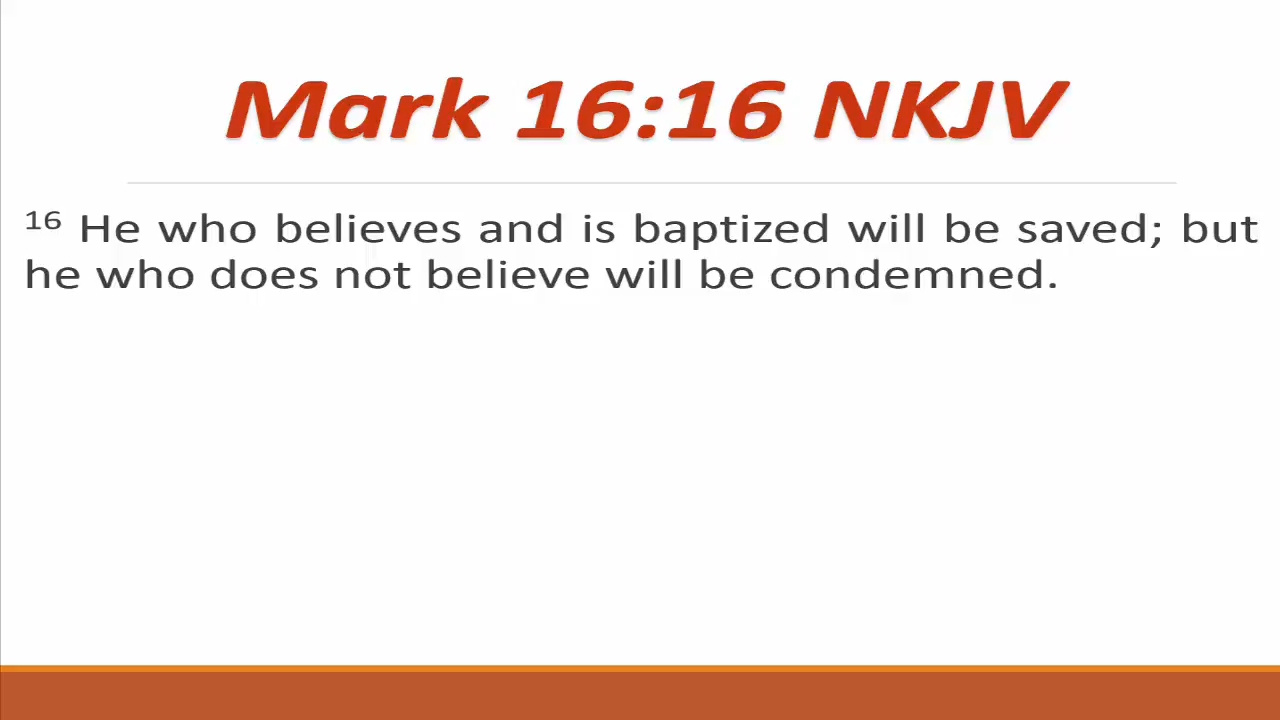 Mark 16:16 NKJV
16 He who believes and is baptized will be saved; but
he who does not believe will be condemned.